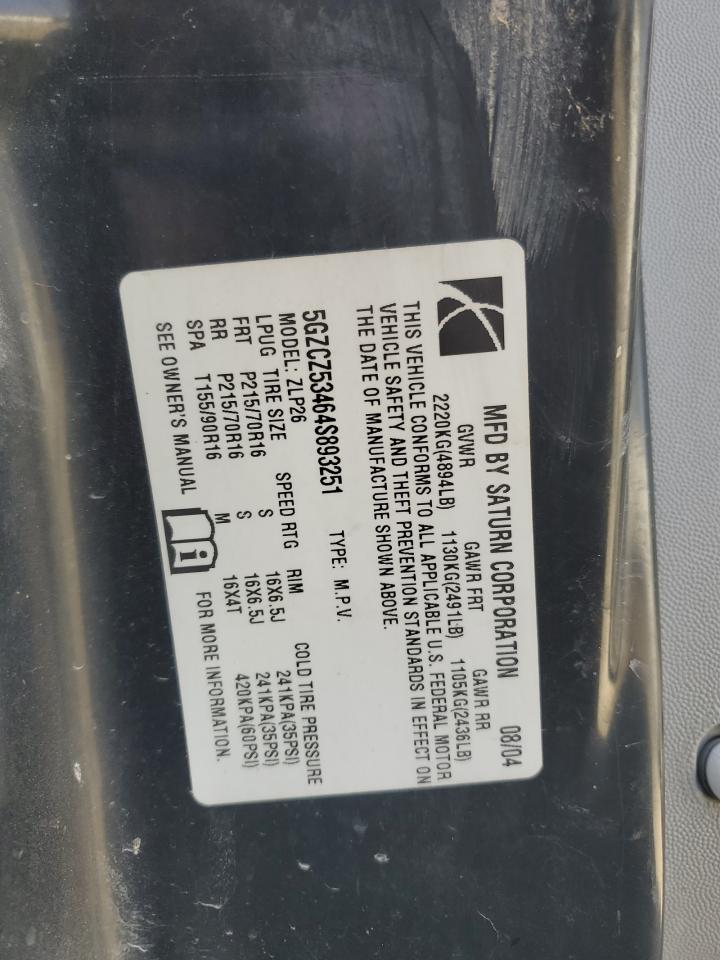 MFD BY SATURN CORPORATION 08/04
GVWR GAWR FRT GAWR RR
2220KG(4894LB) 1130KG(2491LB) 1105KG(2436LB)
THIS VEHICLE CONFORMS TO ALL APPLICABLE U.S. FEDERAL MOTOR
VEHICLE SAFETY AND THEFT PREVENTION STANDARDS IN EFFECT ON
THE DATE OF MANUFACTURE SHOWN ABOVE.
5GZCZ53464S893251 TYPE: M.P.V.
MODEL: ZLP26
LPUG TIRE SIZE SPEED RTG RIM COLD TIRE PRESSURE
FRT P215/70R16 S 16X6.5J 241KPA(35PSI)
RR P215/70R16 S 16X6.5J 241KPA(35PSI)
SPA T155/90R16 M 16X4T 420KPA(60PSI)
SEE OWNER'S MANUAL i FOR MORE INFORMATION.